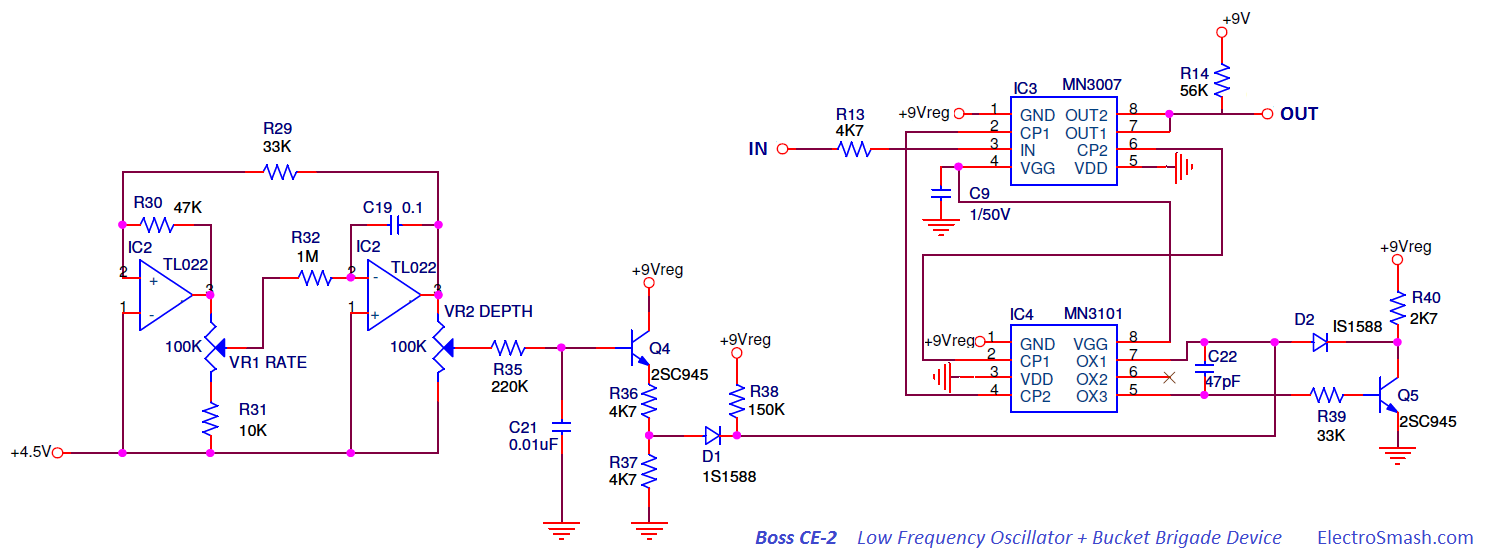 R29
33K
R30 47K
C19 0.1
IC2
TL022
2
+
1
-
3
R32
1M
IC2
TL022
2
-
1
+
3
100K
VR1 RATE
R31
10K
+4.5V
VR2 DEPTH
100K
R35
220K
C21
0.01uF
+9Vreg
Q4
2SC945
R36
4K7
R37
4K7
D1
1S1588
+9Vreg
R38
150K
+9V
R14
56K
IC3 MN3007
+9Vreg
1 GND OUT2 8
2 CP1 OUT1 7
3 IN CP2 6
4 VGG VDD 5
OUT
IN
R13
4K7
C9
1/50V
IC4 MN3101
+9Vreg
1 GND VGG 8
2 CP1 OX1 7
3 VDD OX2 6
4 CP2 OX3 5
C22
47pF
D2
IS1588
+9Vreg
R40
2K7
R39
33K
Q5
2SC945
Boss CE-2 Low Frequency Oscillator + Bucket Brigade Device ElectroSmash.com